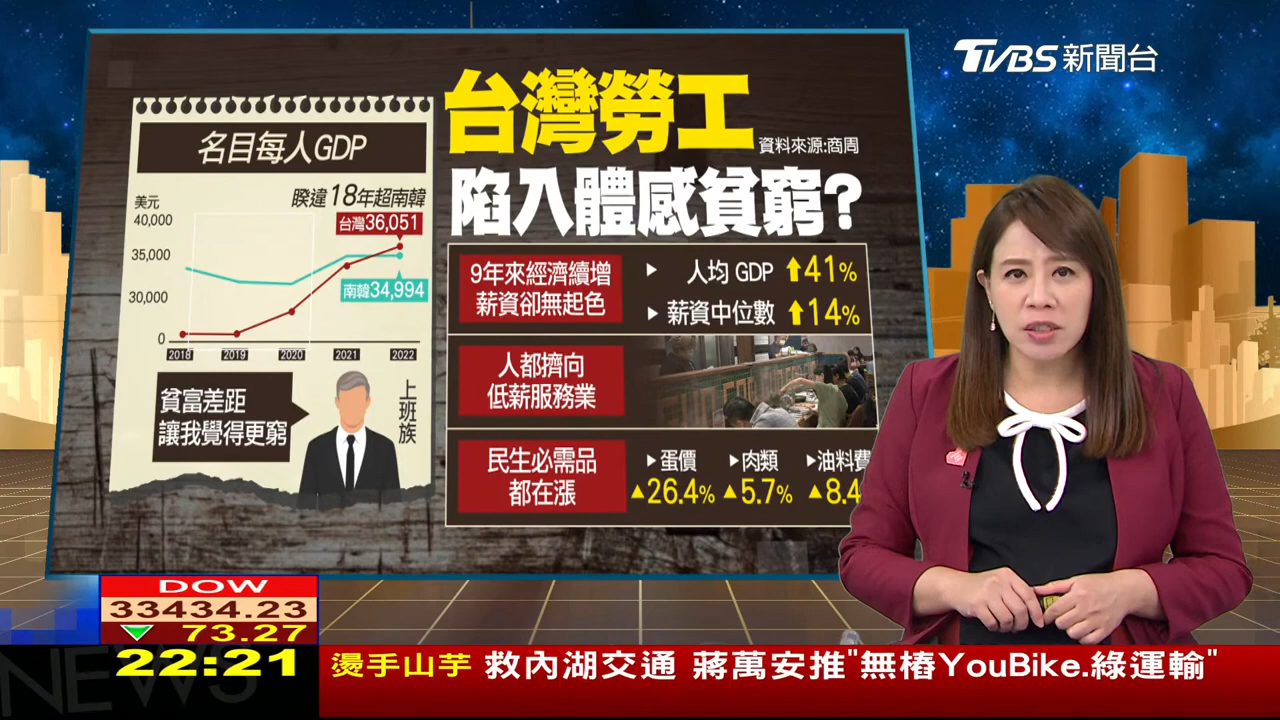 TVBS新聞台
台灣勞工
資料來源:商周
陷入體感貧窮?
名目每人GDP
睽違18年超南韓
美元
40,000
35,000
30,000
0
台灣36,051
南韓34,994
2018 2019 2020 2021 2022
貧富差距
讓我覺得更窮
上班族
9年來經濟續增
薪資卻無起色
人均 GDP 41%
薪資中位數 14%
人都擠向
低薪服務業
民生必需品
都在漲
蛋價 肉類 油料費
26.4% 5.7% 8.4
DOW
33434.23
73.27
NEWS
22:21
燙手山芋 救內湖交通 蔣萬安推"無樁YouBike.綠運輸"